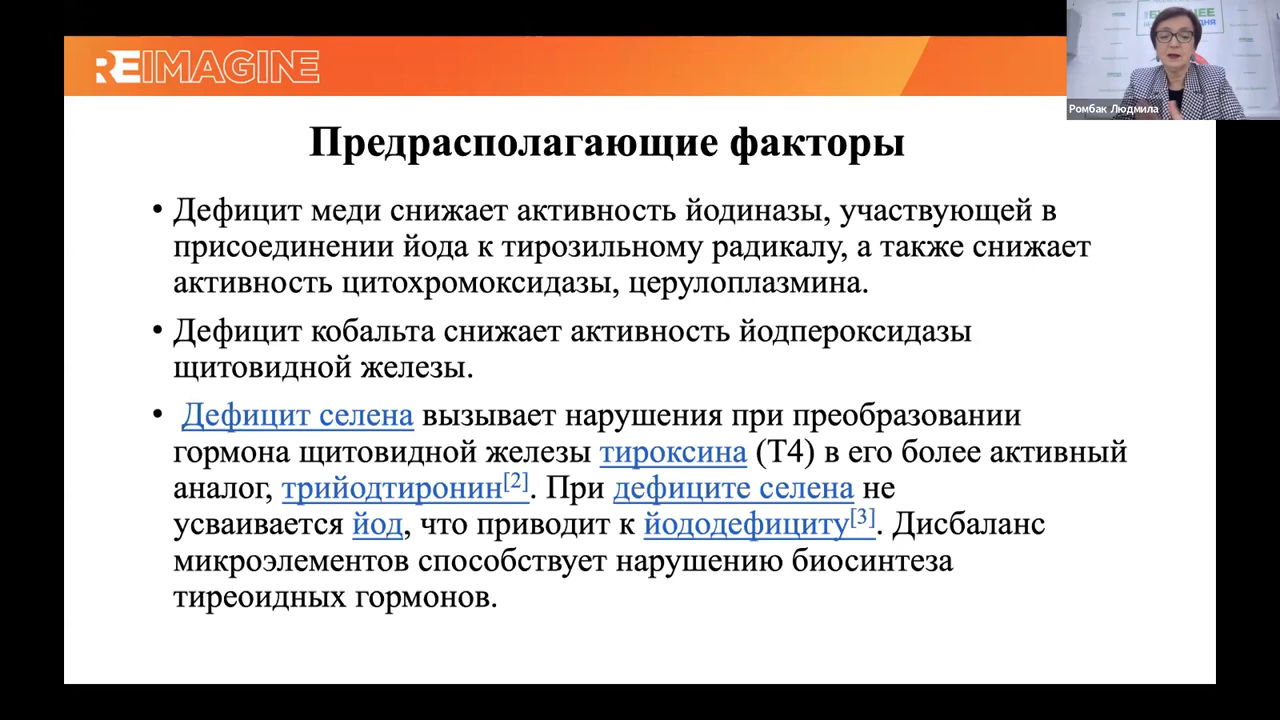 REIMAGINE
Ромбак Людмила
Предрасполагающие факторы
• Дефицит меди снижает активность йодиназы, участвующей в
присоединении йода к тирозильному радикалу, а также снижает
активность цитохромоксидазы, церулоплазмина.
• Дефицит кобальта снижает активность йодпероксидазы
щитовидной железы.
• Дефицит селена вызывает нарушения при преобразовании
гормона щитовидной железы тироксина (Т4) в его более активный
аналог, трийодтиронин[2]. При дефиците селена не
усваивается йод, что приводит к йододефициту[3]. Дисбаланс
микроэлементов способствует нарушению биосинтеза
тиреоидных гормонов.